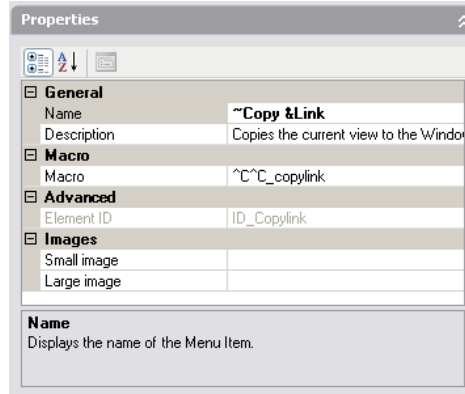 Properties
General
Name ~Copy &Link
Description Copies the current view to the
Macro
Macro ^C^C_copylink
Advanced
Element ID ID_Copylink
Images
Small image
Large image
Name
Displays the name of the Menu Item.